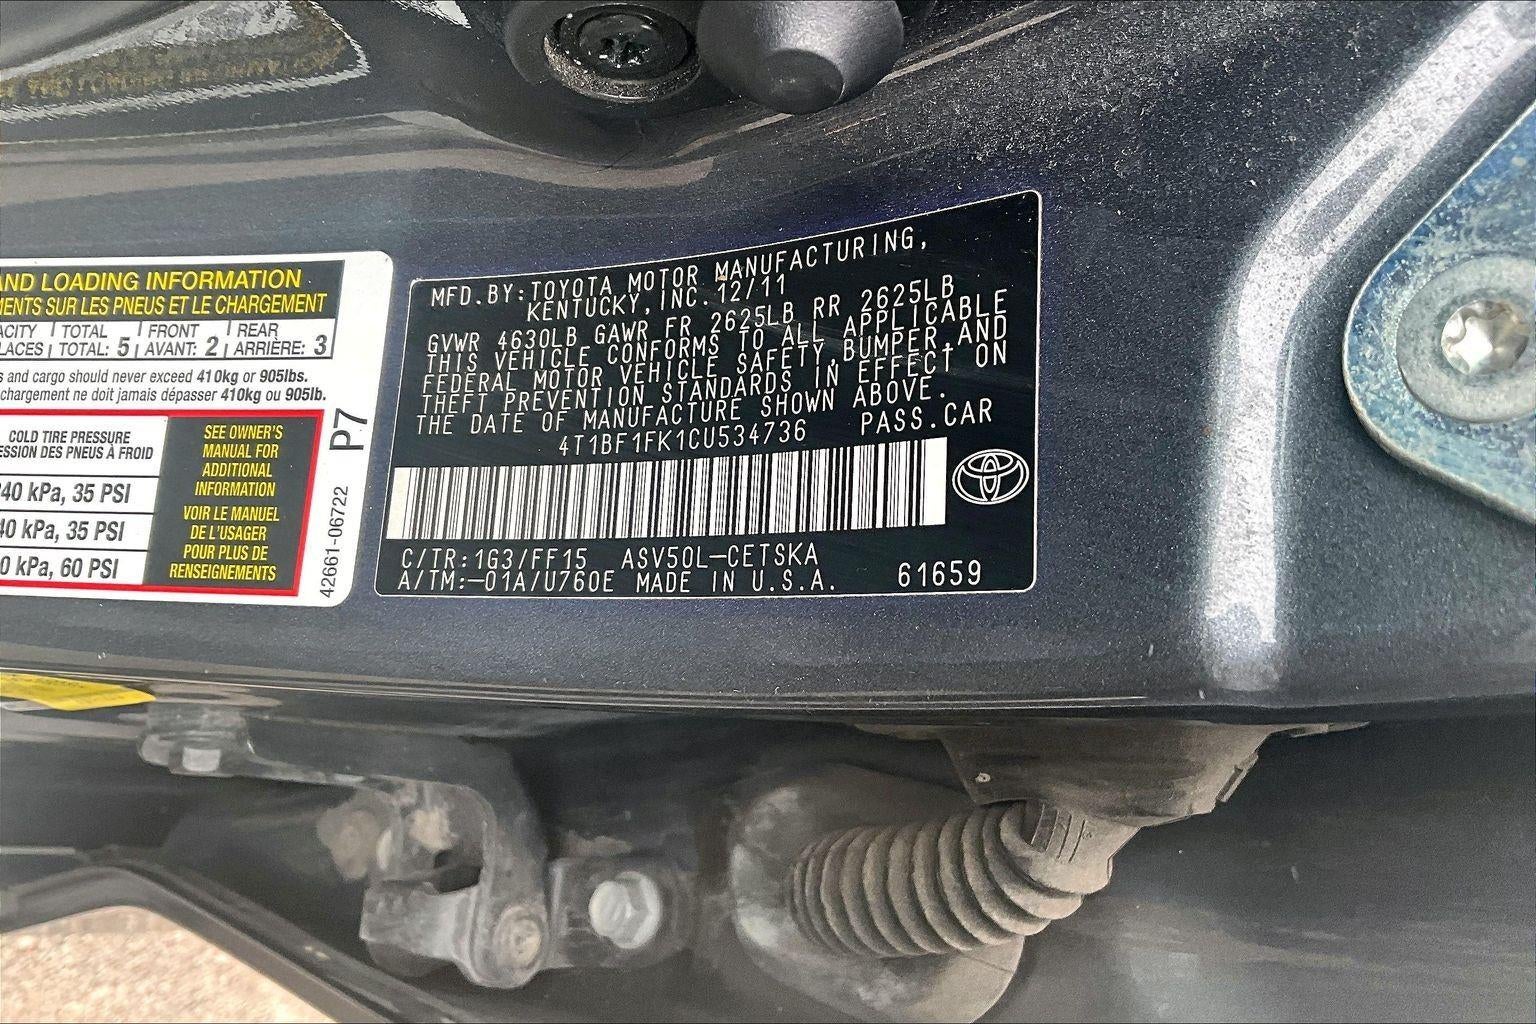 AND LOADING INFORMATION
MENTS SUR LES PNEUS ET LE CHARGEMENT
ACITY TOTAL FRONT REAR
LACES TOTAL: 5 AVANT: 2 ARRIÈRE: 3
s and cargo should never exceed 410kg or 905lbs.
chargement ne doit jamais dépasser 410kg ou 905lb.
COLD TIRE PRESSURE
ESSION DES PNEUS À FROID
240 kPa, 35 PSI
40 kPa, 35 PSI
0 kPa, 60 PSI
SEE OWNER'S
MANUAL FOR
ADDITIONAL
INFORMATION
VOIR LE MANUEL
DE L'USAGER
POUR PLUS DE
RENSEIGNEMENTS
P7
42661-06722
MFD.BY:TOYOTA MOTOR MANUFACTURING,
KENTUCKY,INC.12/11
GVWR 4630LB GAWR FR 2625LB RR 2625LB
THIS VEHICLE CONFORMS TO ALL APPLICABLE
FEDERAL MOTOR VEHICLE SAFETY,BUMPER,AND
THEFT PREVENTION STANDARDS IN EFFECT ON
THE DATE OF MANUFACTURE SHOWN ABOVE.
4T1BF1FK1CU534736 PASS.CAR
C/TR:1G3/FF15 ASV50L-CETSKA
A/TM:-01A/U760E MADE IN U.S.A. 61659